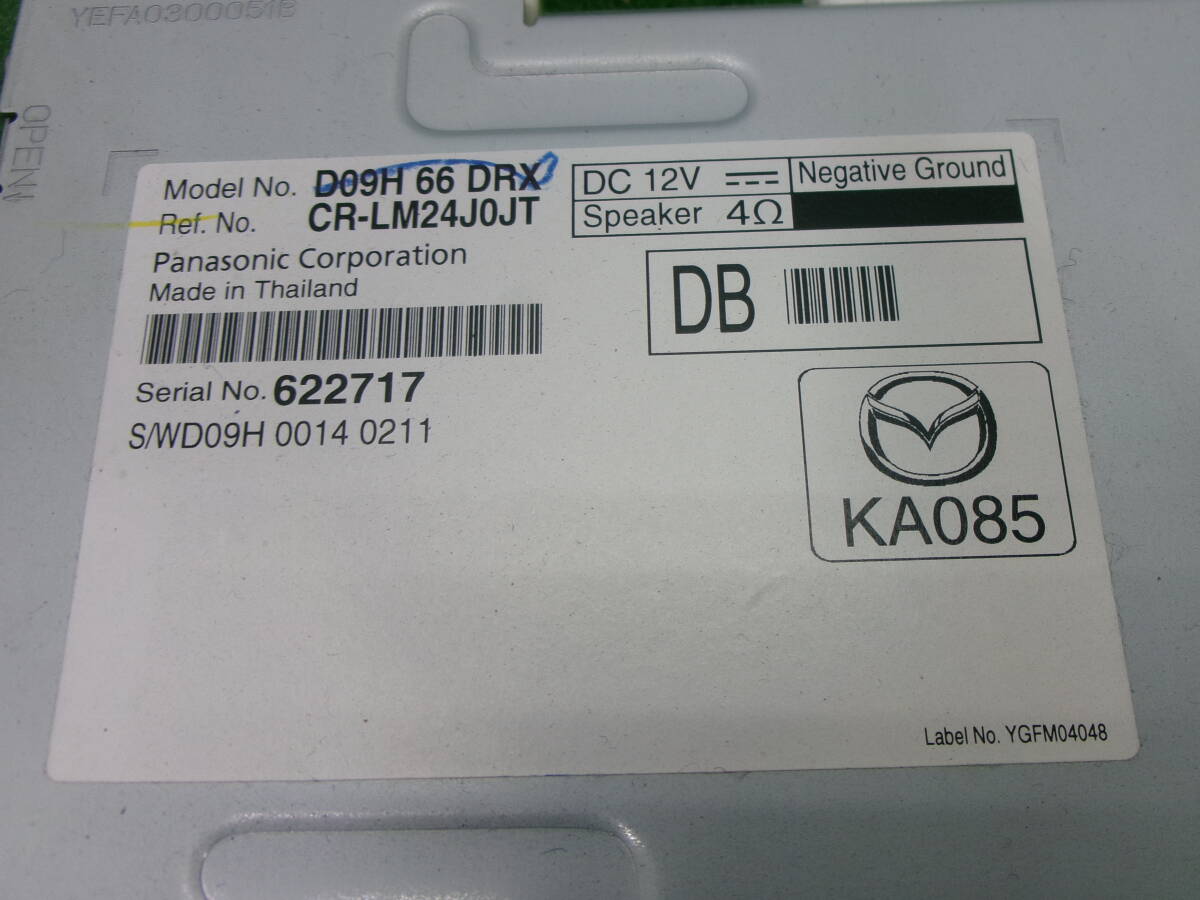 YEFA0300051B
OPEN
Model No. D09H 66 DRX
Ref. No. CR-LM24J0JT
DC 12V Negative Ground
Speaker 4Ω
Panasonic Corporation
Made in Thailand
DB
Serial No. 622717
S/WD09H 0014 0211
KA085
Label No. YGFM04048